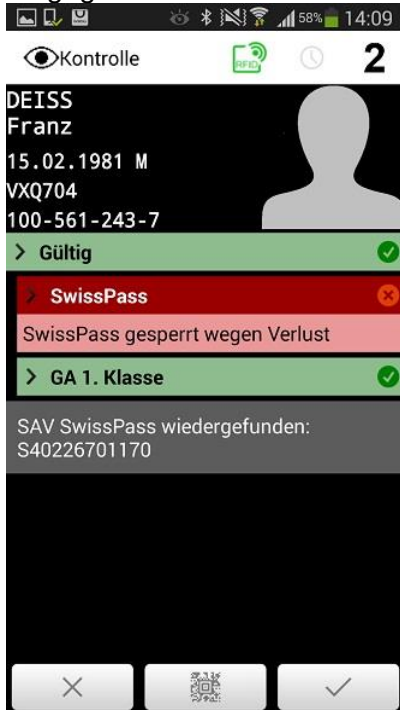 58% 14:09
Kontrolle RFID 2
DEISS
Franz
15.02.1981 M
VXQ704
100-561-243-7
Gültig
SwissPass
SwissPass gesperrt wegen Verlust
GA 1. Klasse
SAV SwissPass wiedergefunden:
S40226701170